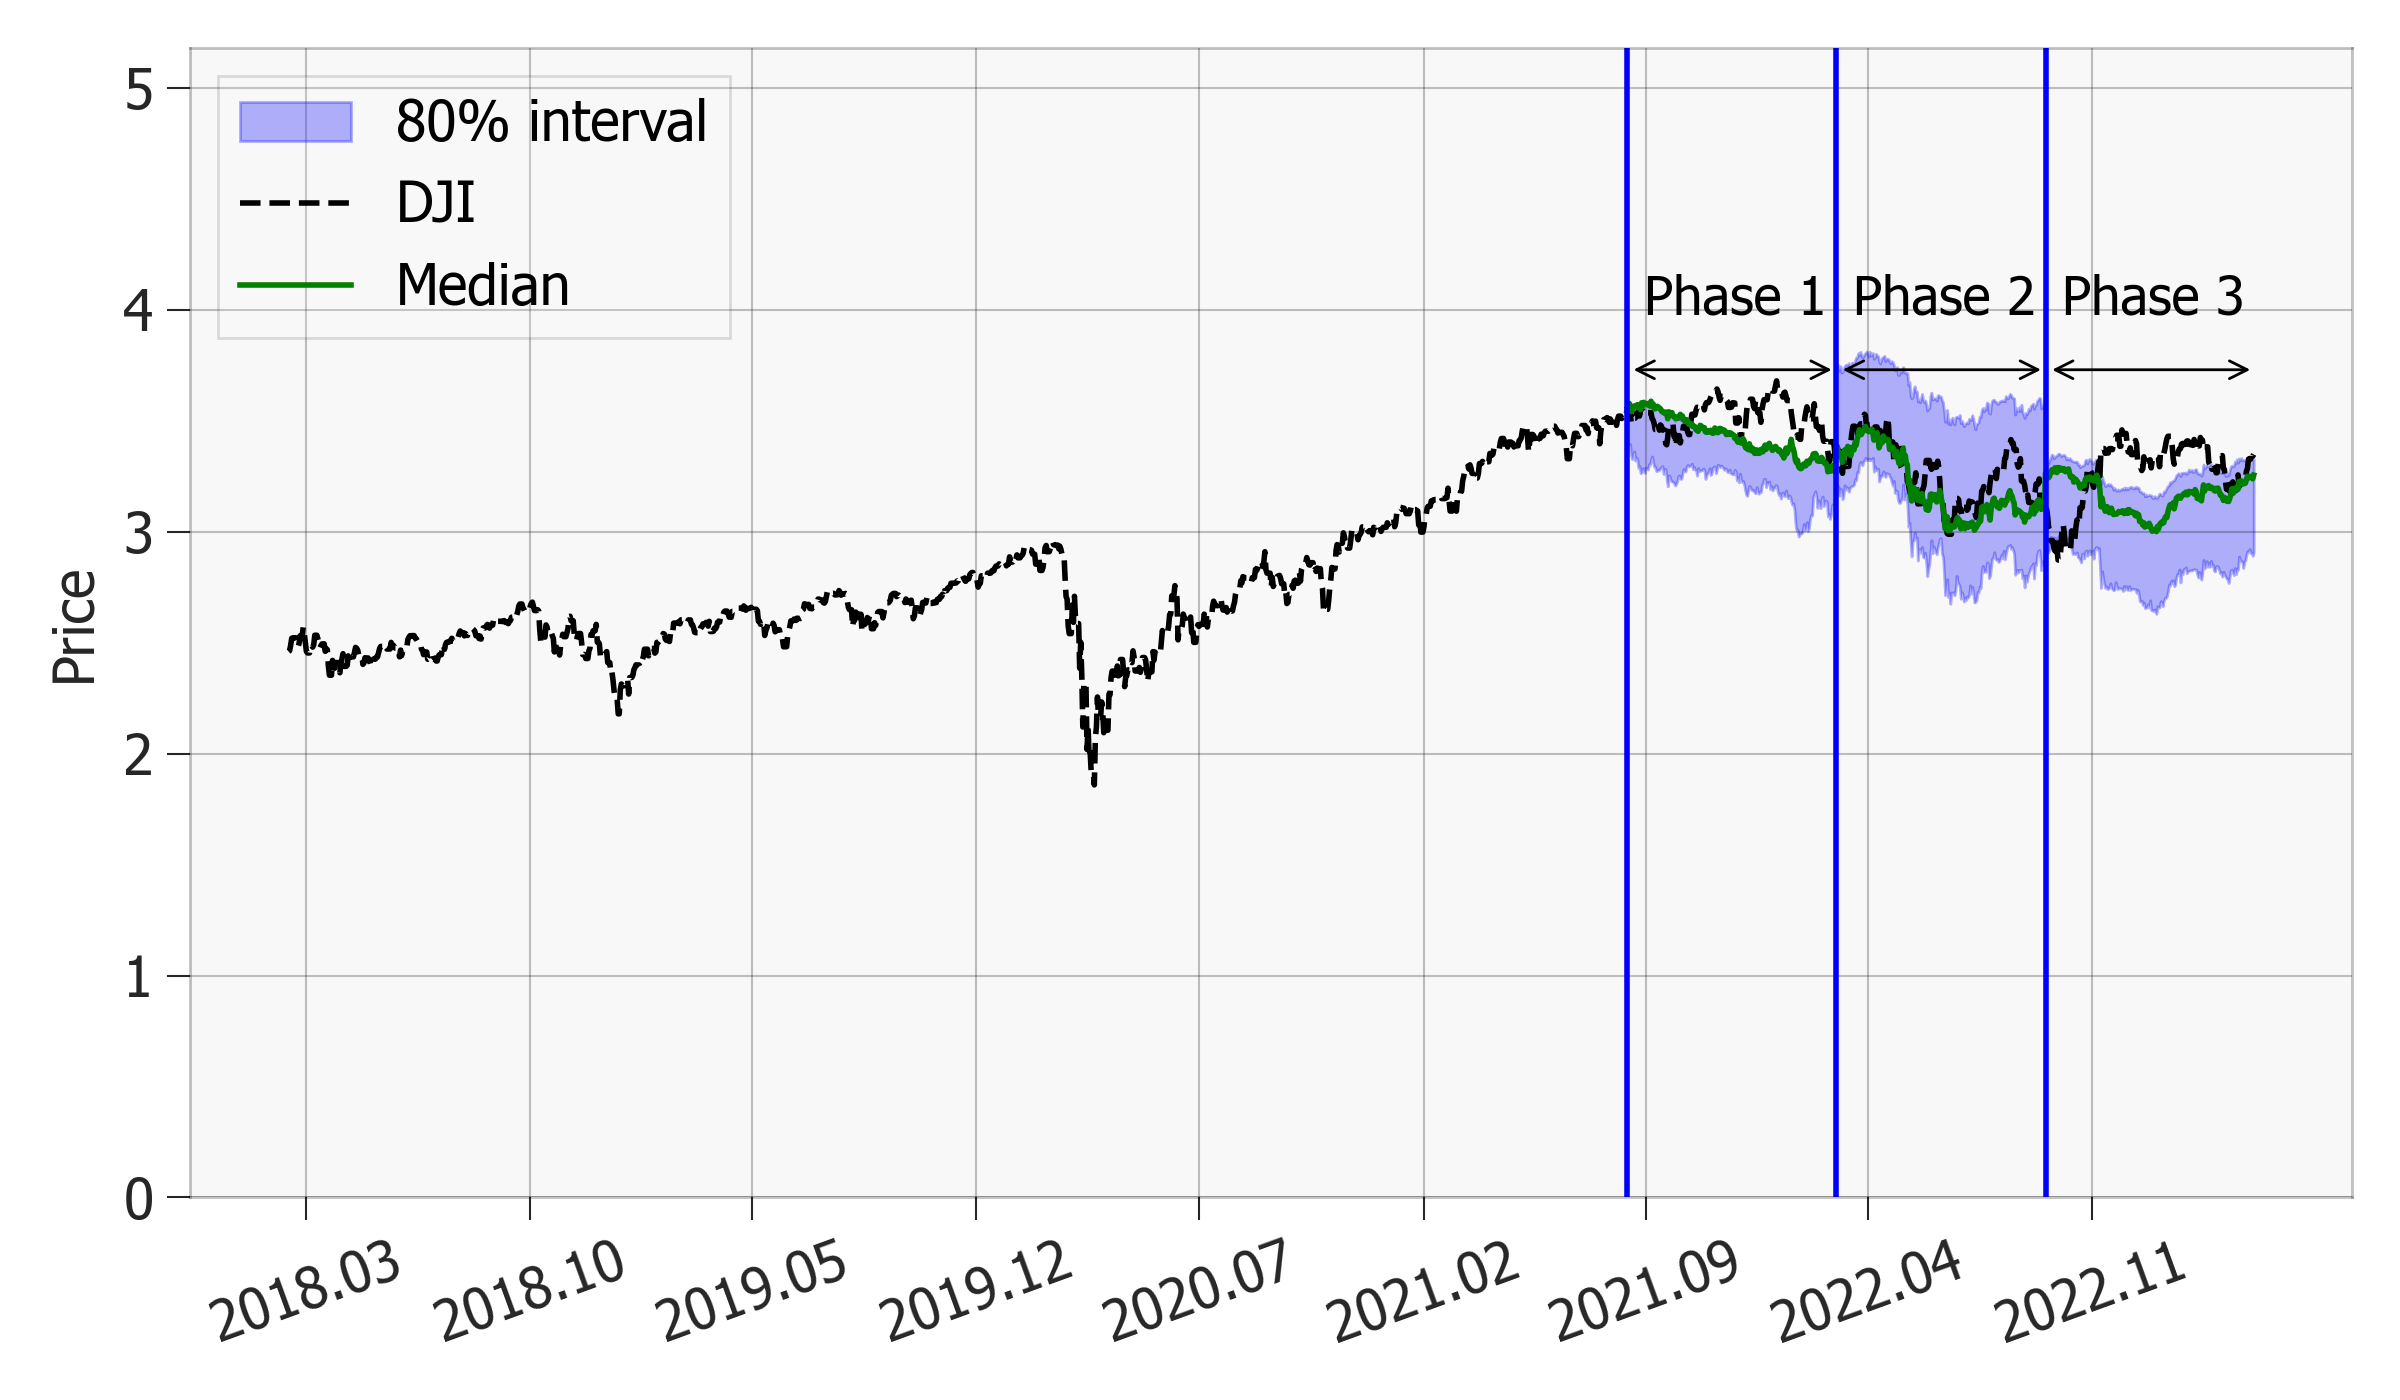 80% interval
DJI
Median
Phase 1
Phase 2
Phase 3
Price
5
4
3
2
1
0
2018.03
2018.10
2019.05
2019.12
2020.07
2021.02
2021.09
2022.04
2022.11